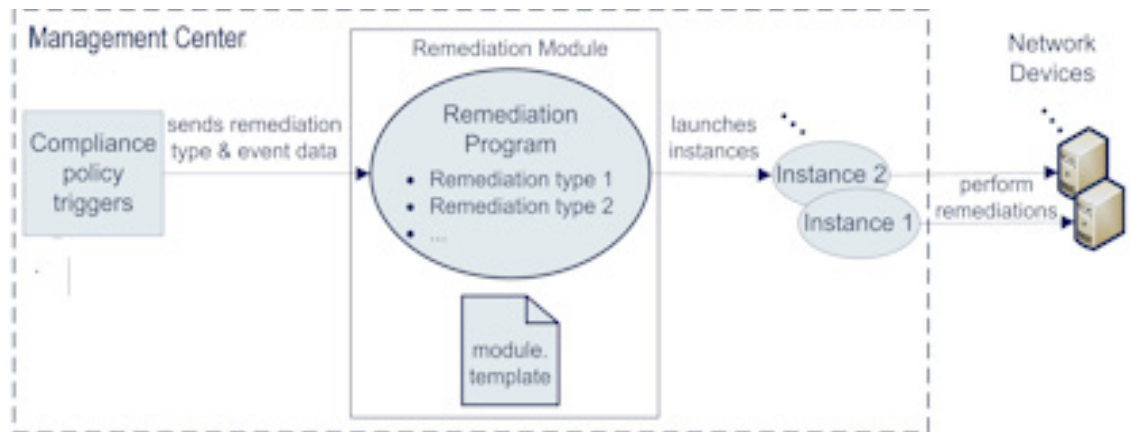 Management Center
Remediation Module
Network
Devices
Compliance
policy
triggers
sends remediation
type & event data
Remediation
Program
• Remediation type 1
• Remediation type 2
• ...
launches
instances
Instance 2
Instance 1
perform
remediations
module.
template